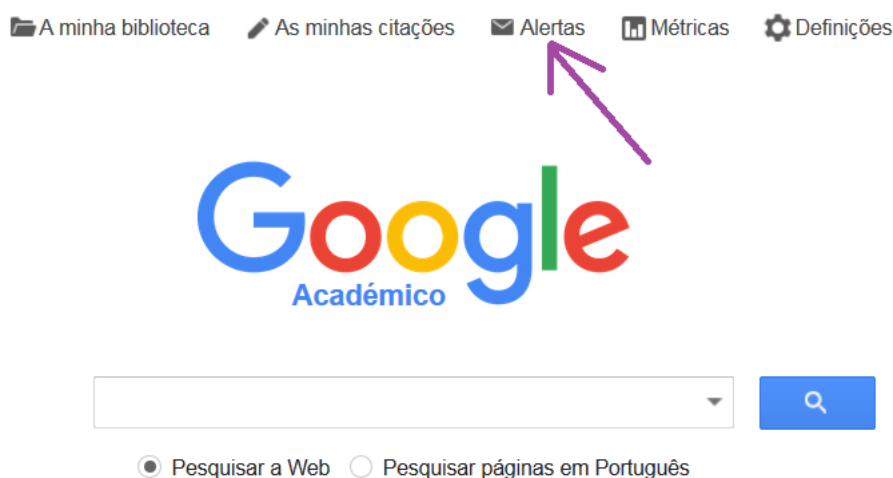 A minha biblioteca As minhas citações Alertas Métricas Definições
Google
Académico
Pesquisar a Web Pesquisar páginas em Português